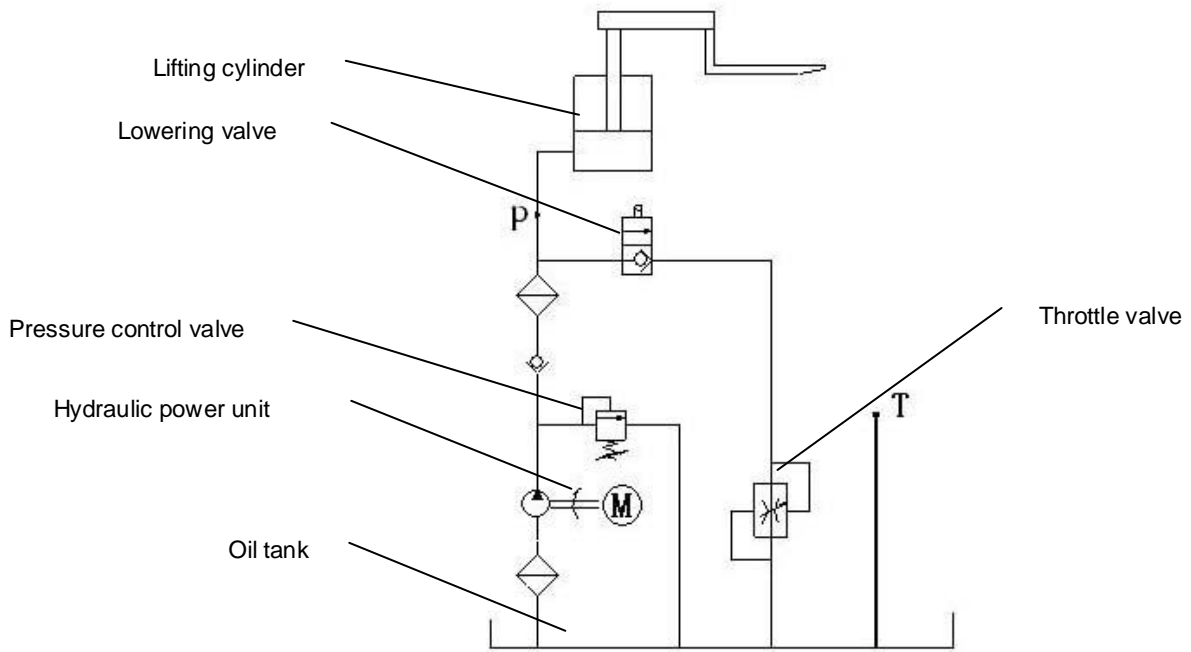 Lifting cylinder
Lowering valve
p
Pressure control valve
Throttle valve
Hydraulic power unit
T
M
Oil tank